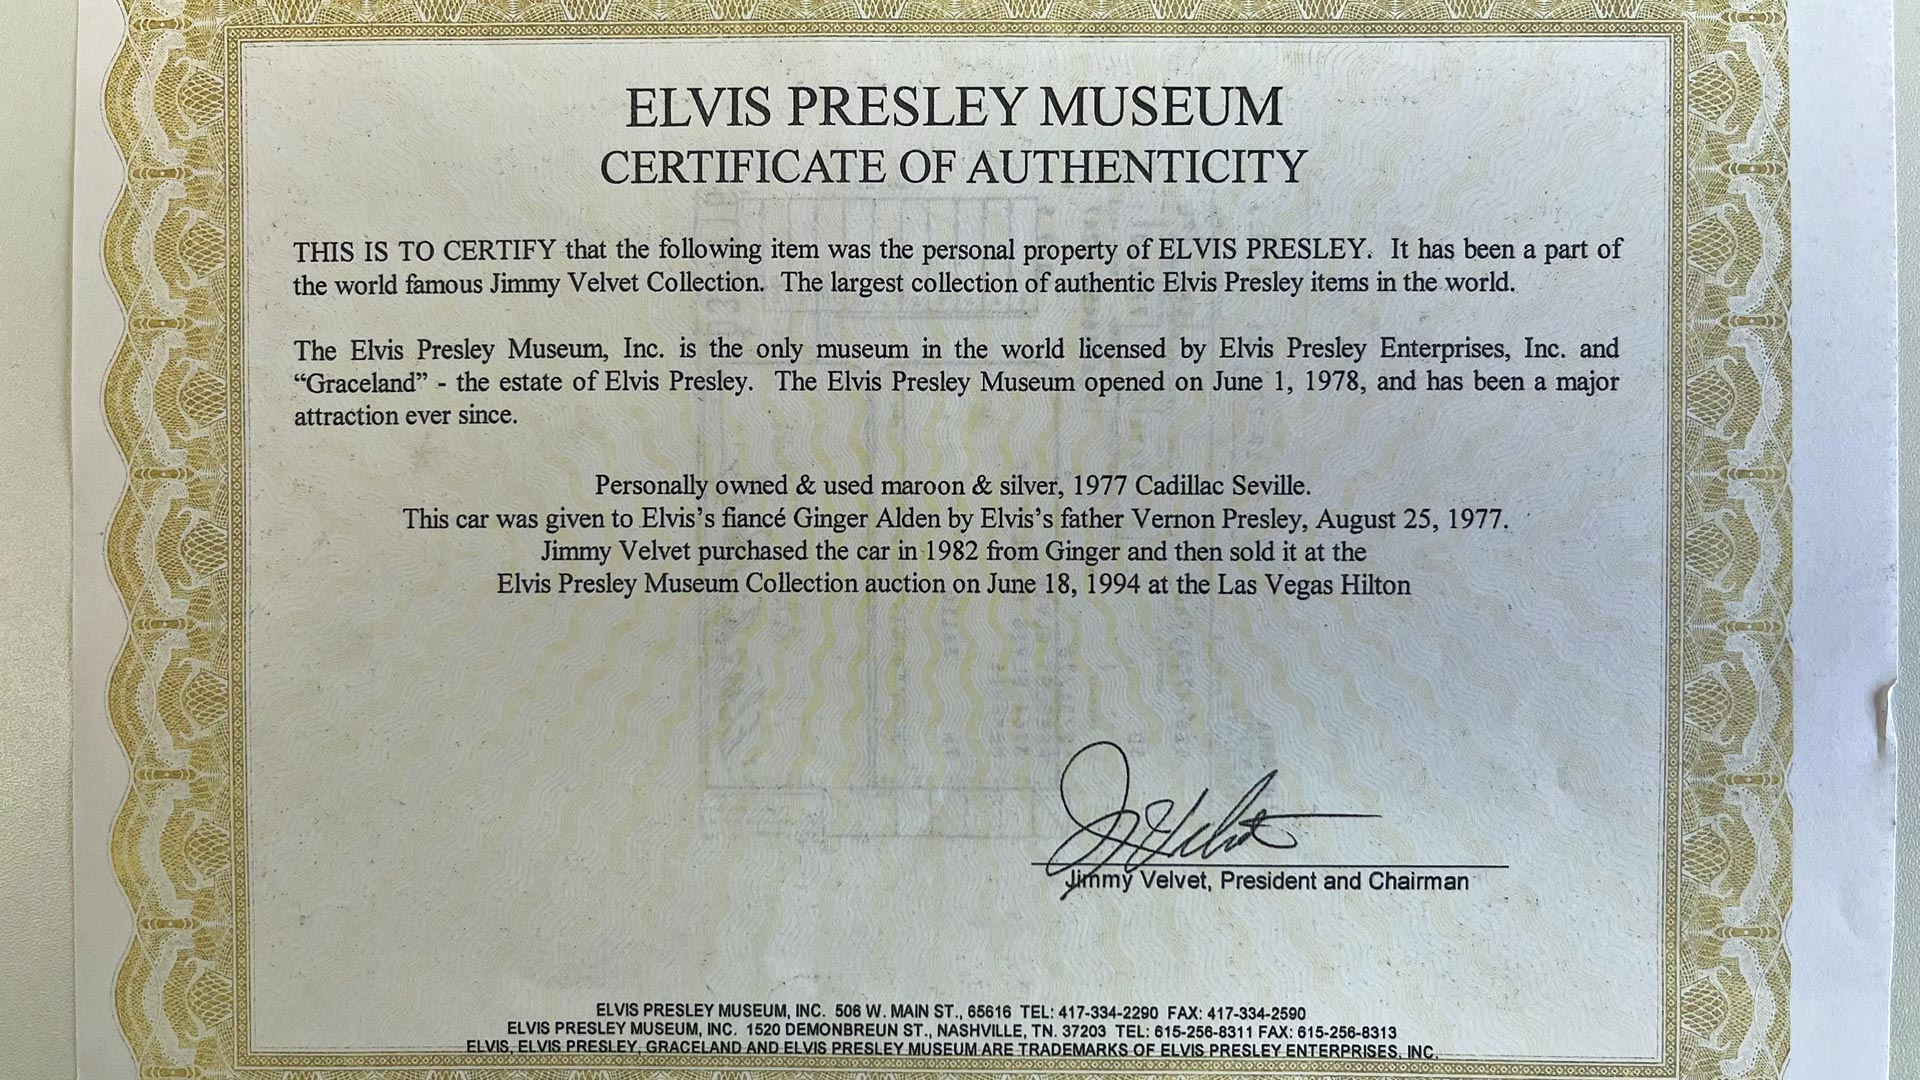 ELVIS PRESLEY MUSEUM
CERTIFICATE OF AUTHENTICITY
THIS IS TO CERTIFY that the following item was the personal property of ELVIS PRESLEY. It has been a part of
the world famous Jimmy Velvet Collection. The largest collection of authentic Elvis Presley items in the world.
The Elvis Presley Museum, Inc. is the only museum in the world licensed by Elvis Presley Enterprises, Inc. and
“Graceland” - the estate of Elvis Presley. The Elvis Presley Museum opened on June 1, 1978, and has been a major
attraction ever since.
Personally owned & used maroon & silver, 1977 Cadillac Seville.
This car was given to Elvis’s fiancé Ginger Alden by Elvis’s father Vernon Presley, August 25, 1977.
Jimmy Velvet purchased the car in 1982 from Ginger and then sold it at the
Elvis Presley Museum Collection auction on June 18, 1994 at the Las Vegas Hilton
Jimmy Velvet, President and Chairman
ELVIS PRESLEY MUSEUM, INC. 506 W. MAIN ST., 65616 TEL: 417-334-2290 FAX: 417-334-2590
ELVIS PRESLEY MUSEUM, INC. 1520 DEMONBREUN ST., NASHVILLE, TN. 37203 TEL: 615-256-8311 FAX: 615-256-8313
ELVIS, ELVIS PRESLEY, GRACELAND AND ELVIS PRESLEY MUSEUM ARE TRADEMARKS OF ELVIS PRESLEY ENTERPRISES, INC.